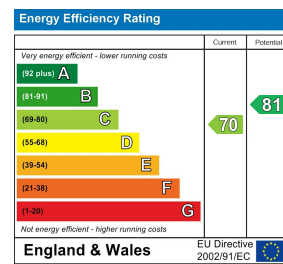 Energy Efficiency Rating
Current Potential
Very energy efficient - lower running costs
(92 plus) A
(81-91) B
(69-80) C
(55-68) D
(39-54) E
(21-38) F
(1-20) G
70
81
Not energy efficient - higher running costs
England & Wales
EU Directive
2002/91/EC